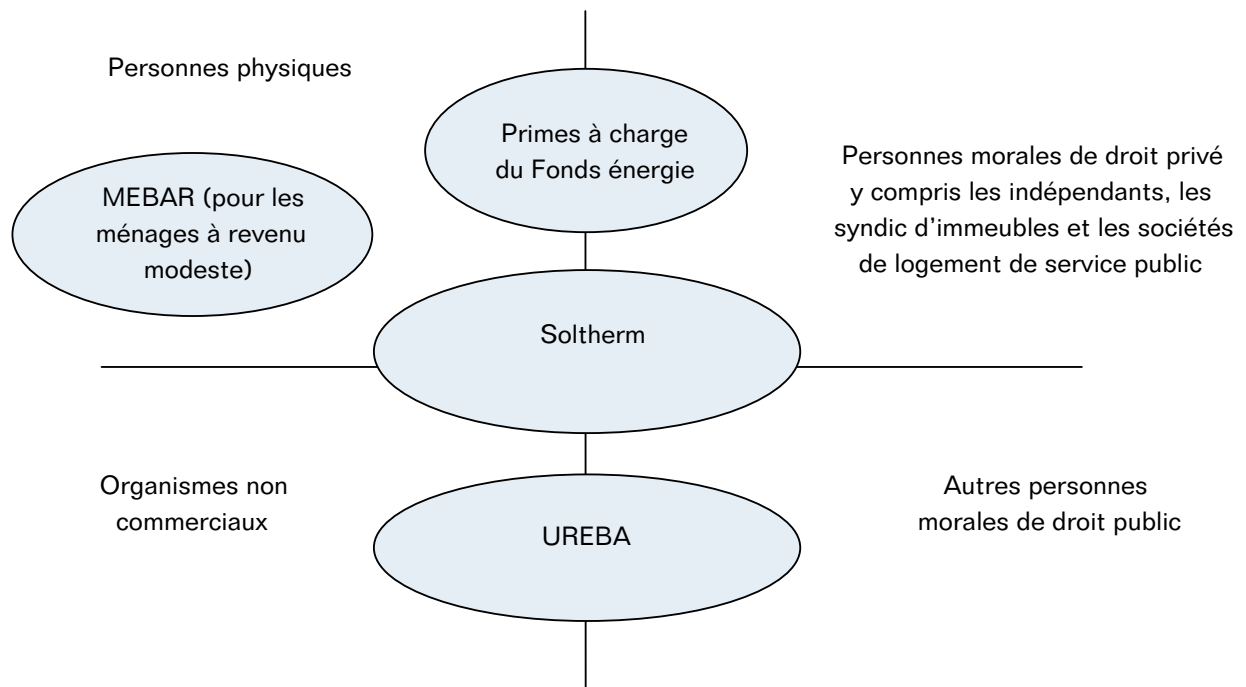 Personnes physiques
Primes à charge
du Fonds énergie
MEBAR (pour les
ménages à revenu
modeste)
Personnes morales de droit privé
y compris les indépendants, les
syndic d’immeubles et les sociétés
de logement de service public
Soltherm
Organismes non
commerciaux
UREBA
Autres personnes
morales de droit public